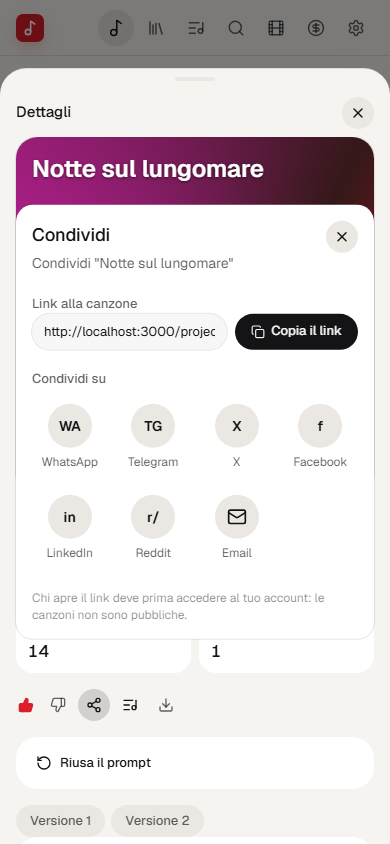 Dettagli
Notte sul lungomare
Condividi
Condividi "Notte sul lungomare"
Link alla canzone
http://localhost:3000/projec
Copia il link
Condividi su
WA
TG
X
f
WhatsApp
Telegram
X
Facebook
in
r/
LinkedIn
Reddit
Email
Chi apre il link deve prima accedere al tuo account: le
canzoni non sono pubbliche.
14
1
Riusa il prompt
Versione 1
Versione 2